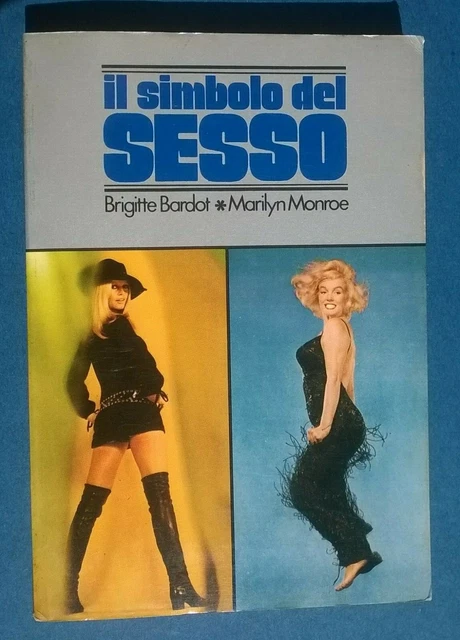 il simbolo del
SESSO
Brigitte Bardot * Marilyn Monroe